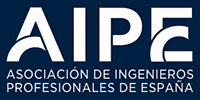 AIPE
ASOCIACIÓN DE INGENIEROS
PROFESIONALES DE ESPAÑA